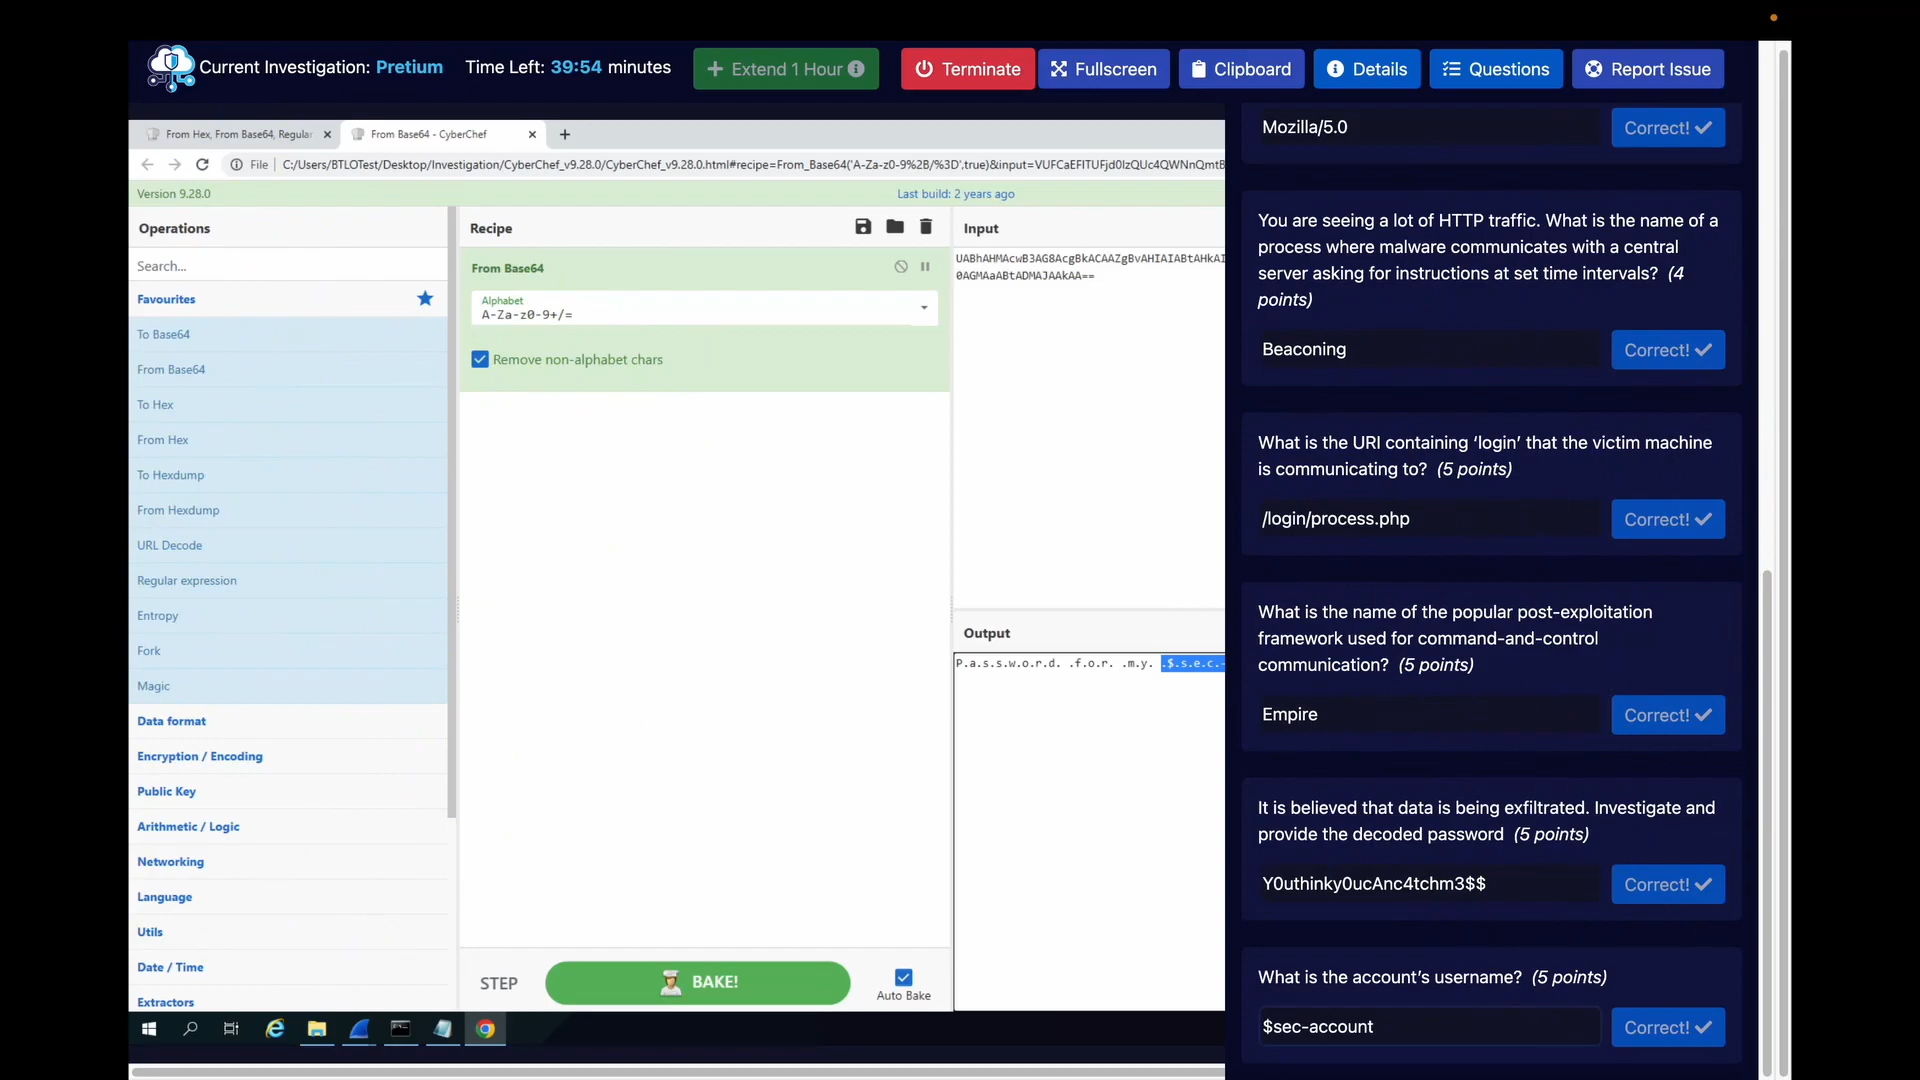 Current Investigation: Pretium
Time Left: 39:54 minutes
Extend 1 Hour
Terminate
Fullscreen
Clipboard
Details
Questions
Report Issue
From Hex, From Base64, Regular
From Base64 - CyberChef
File
C:/Users/BTLOTest/Desktop/Investigation/CyberChef_v9.28.0/CyberChef_v9.28.0.html#recipe=From_Base64('A-Za-z0-9%2B/%3D',true)&input=
Version 9.28.0
Last build: 2 years ago
Operations
Search...
Favourites
To Base64
From Base64
To Hex
From Hex
To Hexdump
From Hexdump
URL Decode
Regular expression
Entropy
Fork
Magic
Data format
Encryption / Encoding
Public Key
Arithmetic / Logic
Networking
Language
Utils
Date / Time
Extractors
Recipe
From Base64
Alphabet
A-Za-z0-9+/=
Remove non-alphabet chars
STEP
BAKE!
Auto Bake
Input
0AGMAaABtADMAJAAkAA==
Output
P.a.s.s.w.o.r.d. .f.o.r. .m.y. .$.s.e.c.-
Mozilla/5.0
Correct!
You are seeing a lot of HTTP traffic. What is the name of a
process where malware communicates with a central
server asking for instructions at set time intervals? (4
points)
Beaconing
Correct!
What is the URI containing ‘login’ that the victim machine
is communicating to? (5 points)
/login/process.php
Correct!
What is the name of the popular post-exploitation
framework used for command-and-control
communication? (5 points)
Empire
Correct!
It is believed that data is being exfiltrated. Investigate and
provide the decoded password (5 points)
Y0uthinky0ucAnc4tchm3$$
Correct!
What is the account’s username? (5 points)
$sec-account
Correct!